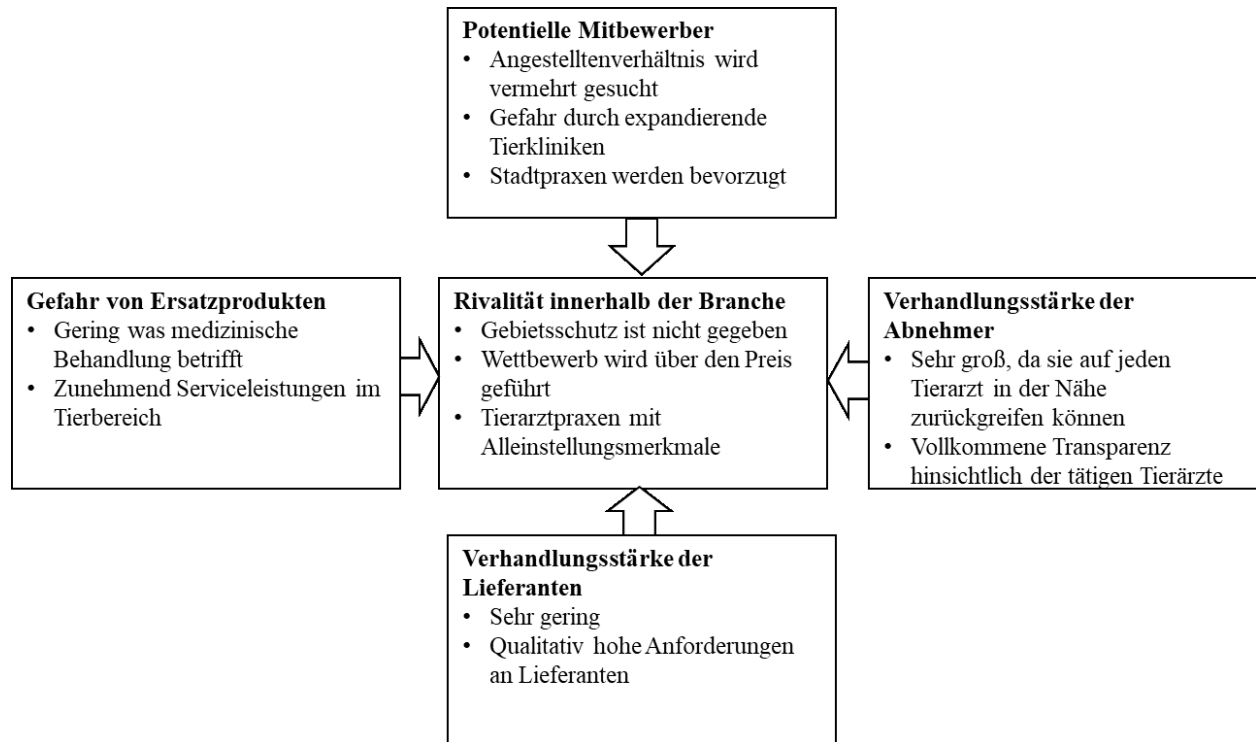 Potentielle Mitbewerber
• Angestelltenverhältnis wird
vermehrt gesucht
• Gefahr durch expandierende
Tierkliniken
• Stadtpraxen werden bevorzugt
Gefahr von Ersatzprodukten
• Gering was medizinische
Behandlung betrifft
• Zunehmend Serviceleistungen im
Tierbereich
Rivalität innerhalb der Branche
• Gebietsschutz ist nicht gegeben
• Wettbewerb wird über den Preis
geführt
• Tierarztpraxen mit
Alleinstellungsmerkmale
Verhandlungsstärke der
Abnehmer
• Sehr groß, da sie auf jeden
Tierarzt in der Nähe
zurückgreifen können
• Vollkommene Transparenz
hinsichtlich der tätigen Tierärzte
Verhandlungsstärke der
Lieferanten
• Sehr gering
• Qualitativ hohe Anforderungen
an Lieferanten